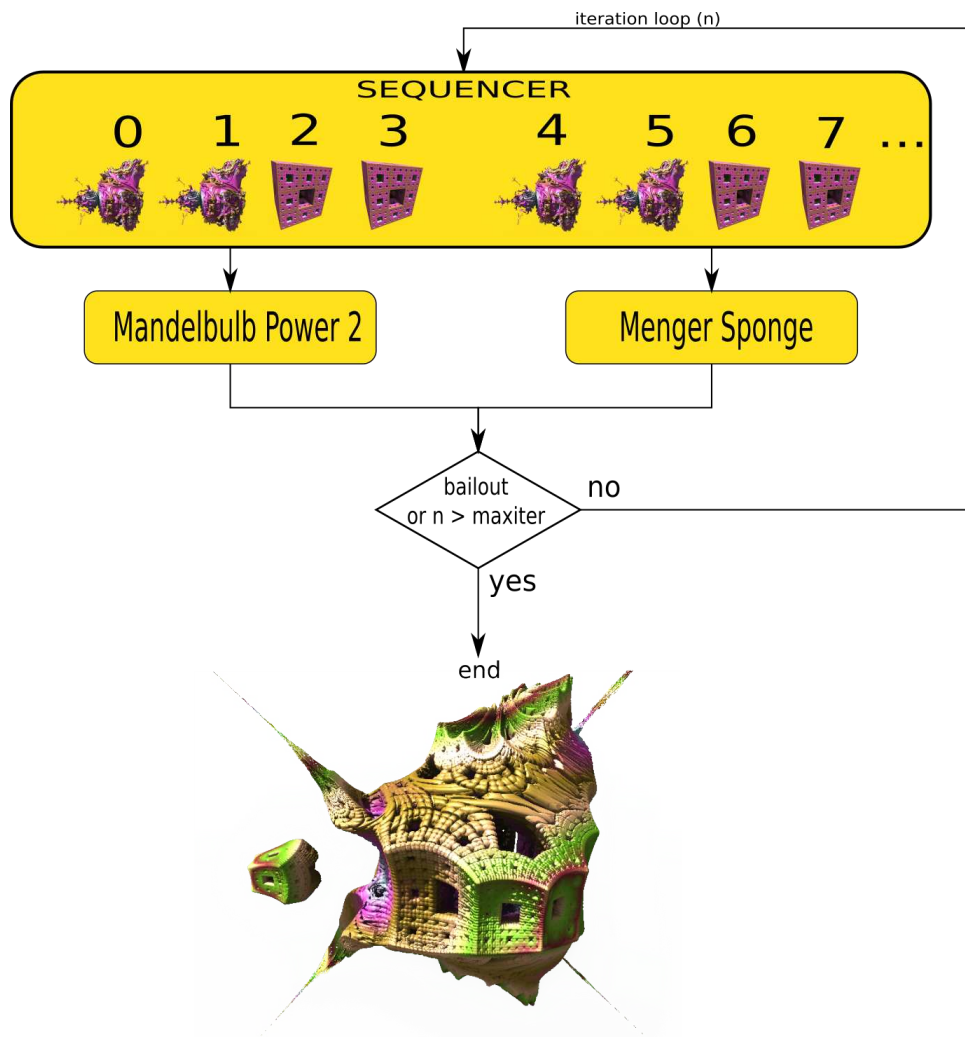 iteration loop (n)
SEQUENCER
0 1 2 3 4 5 6 7 ...
Mandelbulb Power 2
Menger Sponge
bailout
or n > maxiter
no
yes
end